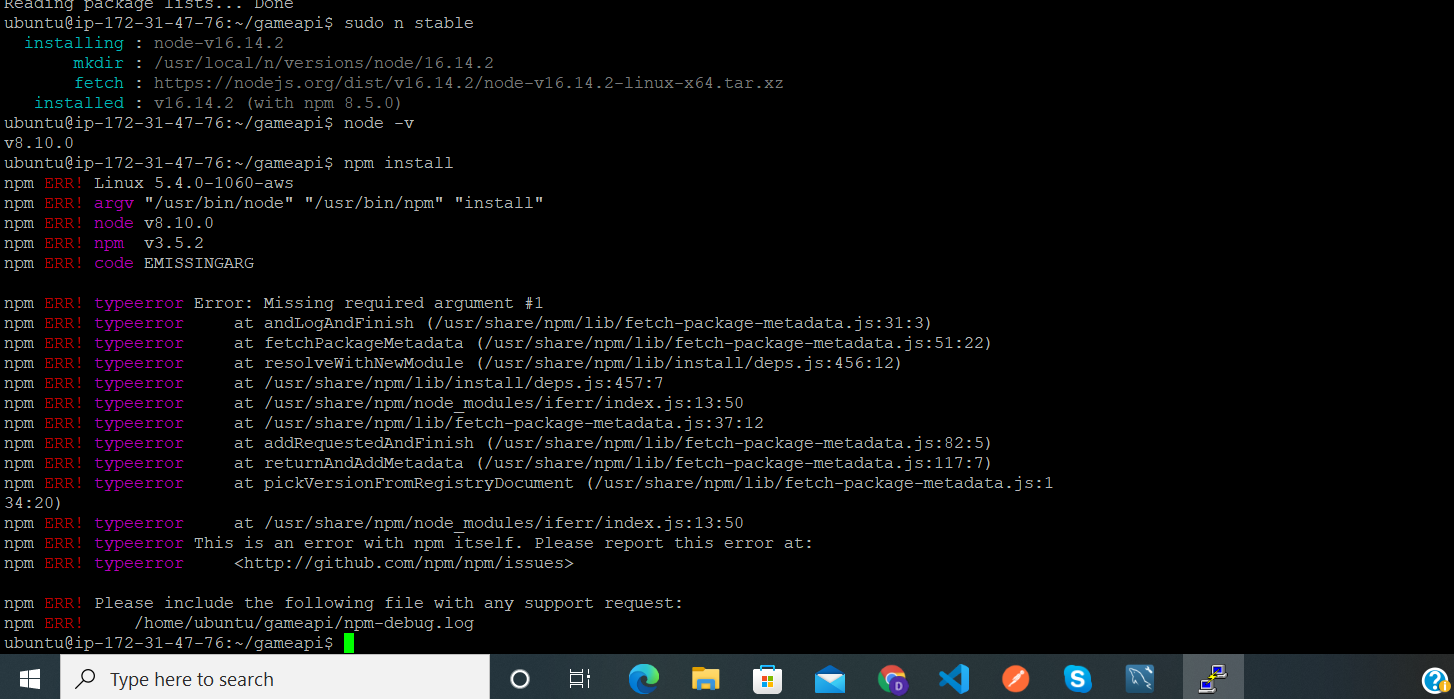 Reading package lists... Done
ubuntu@ip-172-31-47-76:~/gameapi$ sudo n stable
  installing : node-v16.14.2
       mkdir : /usr/local/n/versions/node/16.14.2
       fetch : https://nodejs.org/dist/v16.14.2/node-v16.14.2-linux-x64.tar.xz
   installed : v16.14.2 (with npm 8.5.0)
ubuntu@ip-172-31-47-76:~/gameapi$ node -v
v8.10.0
ubuntu@ip-172-31-47-76:~/gameapi$ npm install
npm ERR! Linux 5.4.0-1060-aws
npm ERR! argv "/usr/bin/node" "/usr/bin/npm" "install"
npm ERR! node v8.10.0
npm ERR! npm  v3.5.2
npm ERR! code EMISSINGARG

npm ERR! typeerror Error: Missing required argument #1
npm ERR! typeerror     at andLogAndFinish (/usr/share/npm/lib/fetch-package-metadata.js:31:3)
npm ERR! typeerror     at fetchPackageMetadata (/usr/share/npm/lib/fetch-package-metadata.js:51:22)
npm ERR! typeerror     at resolveWithNewModule (/usr/share/npm/lib/install/deps.js:456:12)
npm ERR! typeerror     at /usr/share/npm/lib/install/deps.js:457:7
npm ERR! typeerror     at /usr/share/npm/node_modules/iferr/index.js:13:50
npm ERR! typeerror     at /usr/share/npm/lib/fetch-package-metadata.js:37:12
npm ERR! typeerror     at addRequestedAndFinish (/usr/share/npm/lib/fetch-package-metadata.js:82:5)
npm ERR! typeerror     at returnAndAddMetadata (/usr/share/npm/lib/fetch-package-metadata.js:117:7)
npm ERR! typeerror     at pickVersionFromRegistryDocument (/usr/share/npm/lib/fetch-package-metadata.js:1
34:20)
npm ERR! typeerror     at /usr/share/npm/node_modules/iferr/index.js:13:50
npm ERR! typeerror This is an error with npm itself. Please report this error at:
npm ERR! typeerror     <http://github.com/npm/npm/issues>

npm ERR! Please include the following file with any support request:
npm ERR!     /home/ubuntu/gameapi/npm-debug.log
ubuntu@ip-172-31-47-76:~/gameapi$
Type here to search